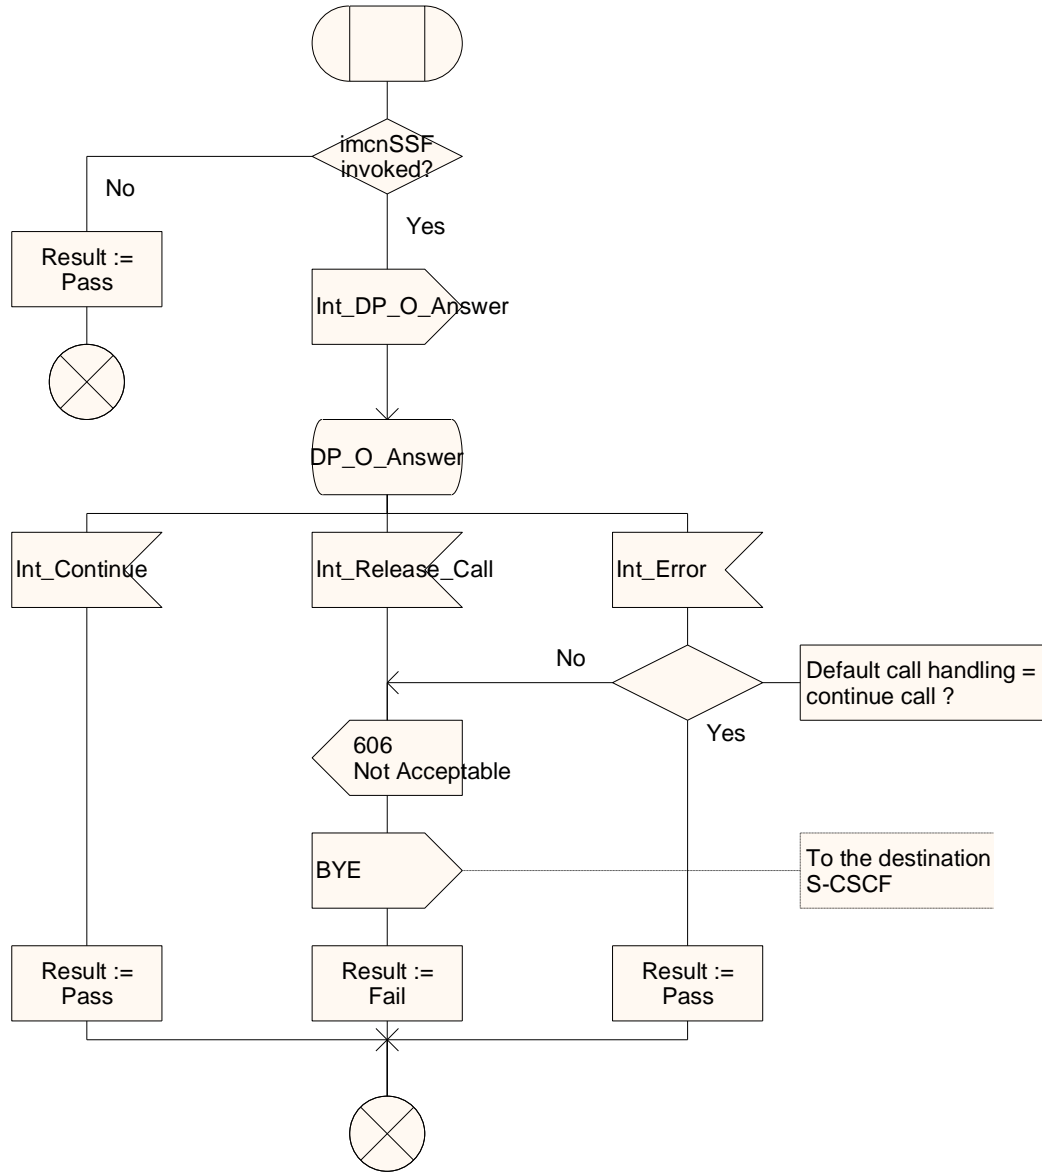 imcnSSF
invoked?
No
Yes
Result :=
Pass
Int_DP_O_Answer
DP_O_Answer
Int_Continue
Int_Release_Call
Int_Error
No
Default call handling =
continue call ?
Yes
606
Not Acceptable
BYE
To the destination
S-CSCF
Result :=
Pass
Result :=
Fail
Result :=
Pass